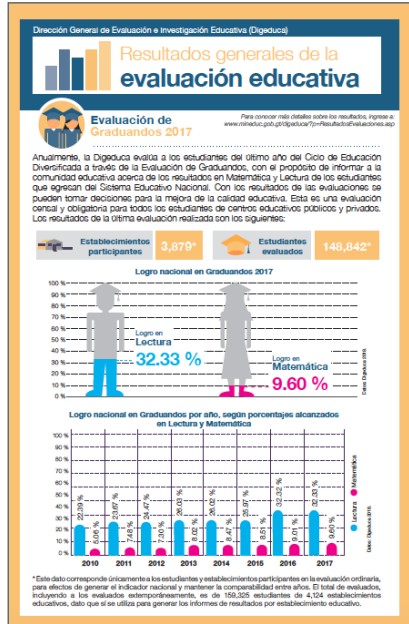 Dirección General de Evaluación e Investigación Educativa (Digeduca)
Resultados generales de la
evaluación educativa
Evaluación de
Graduandos 2017
Para conocer más detalles sobre los resultados, ingrese a:
www.mineduc.gob.gt/digeduca/?p=ResultadosEvaluaciones.asp
Anualmente, la Digeduca evalúa a los estudiantes del último año del Ciclo de Educación
Diversificada a través de la Evaluación de Graduandos, con el propósito de informar a la
comunidad educativa acerca de los resultados en Matemática y Lectura de los estudiantes
que egresan del Sistema Educativo Nacional. Con los resultados de las evaluaciones se
pueden tomar decisiones para la mejora de la calidad educativa. Esta es una evaluación
censal y obligatoria para todos los estudiantes de centros educativos públicos y privados.
Los resultados de la última evaluación realizada son los siguientes:
Establecimientos
participantes
3,879*
Estudiantes
evaluados
148,842*
Logro nacional en Graduandos 2017
100 %
90 %
80 %
70 %
60 %
50 %
40 %
30 %
20 %
10 %
0 %
Logro en
Lectura
32.33 %
Logro en
Matemática
9.60 %
Datos: Digeduca 2018.
Logro nacional en Graduandos por año, según porcentajes alcanzados
en Lectura y Matemática
100 %
90 %
80 %
70 %
60 %
50 %
40 %
30 %
20 %
10 %
0 %
22.39 %
5.06 %
23.67 %
7.48 %
24.47 %
7.30 %
26.03 %
8.02 %
26.02 %
8.47 %
25.97 %
8.51 %
32.32 %
9.01 %
32.33 %
9.60 %
2010
2011
2012
2013
2014
2015
2016
2017
Lectura
Matemática
Datos: Digeduca 2018.
*Este dato corresponde únicamente a los estudiantes y establecimientos participantes en la evaluación ordinaria,
para efectos de generar el indicador nacional y mantener la comparabilidad entre años. El total de evaluados,
incluyendo a los evaluados extemporáneamente, es de 159,325 estudiantes de 4,124 establecimientos
educativos, dato que sí se utiliza para generar los informes de resultados por establecimiento educativo.